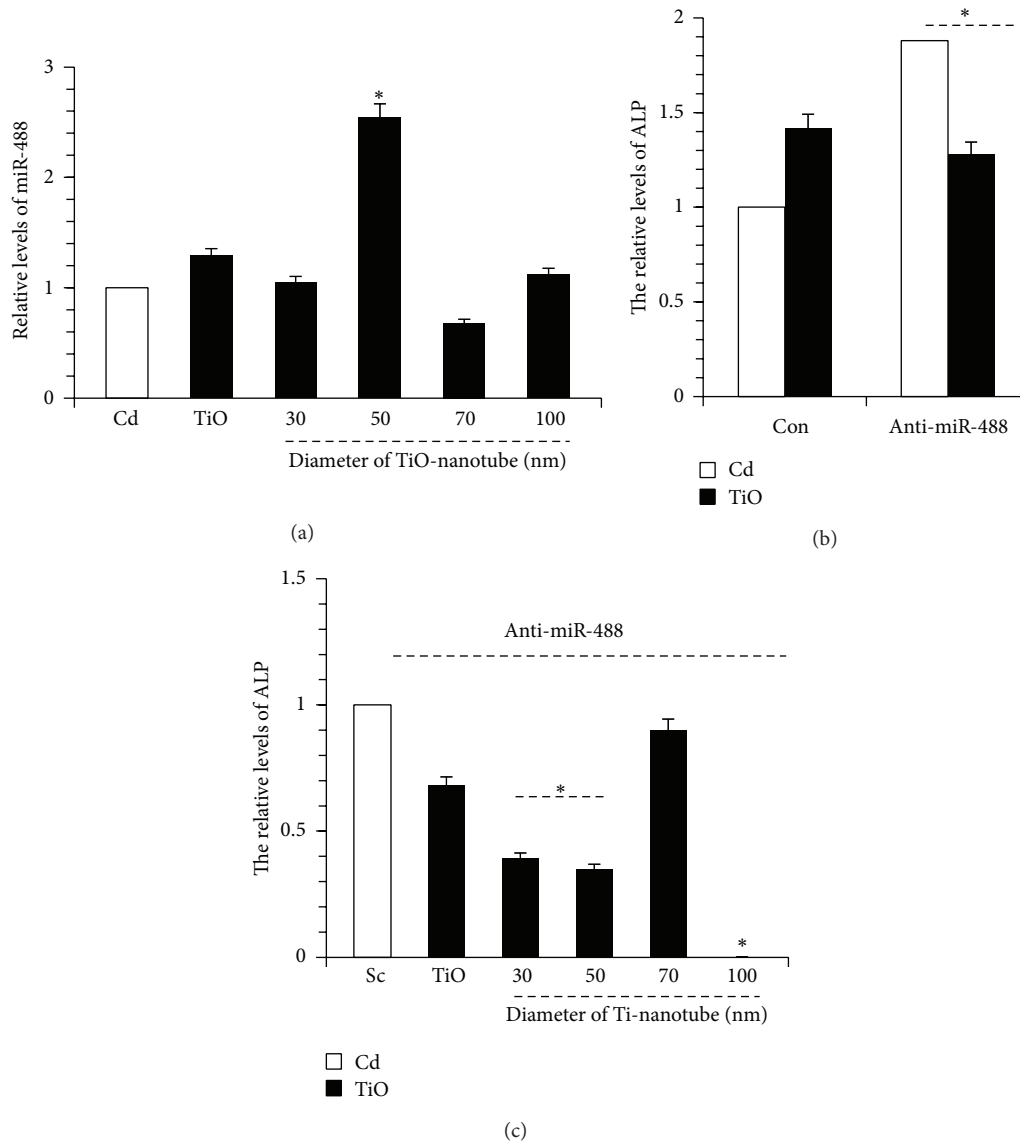 3
2
1
0
Relative levels of miR-488
*
Cd TiO 30 50 70 100
Diameter of TiO-nanotube (nm)
(a)
2
1.5
1
0.5
0
The relative levels of ALP
*
Con Anti-miR-488
Cd
TiO
(b)
1.5
1
0.5
0
The relative levels of ALP
Anti-miR-488
*
*
Sc TiO 30 50 70 100
Diameter of Ti-nanotube (nm)
Cd
TiO
(c)